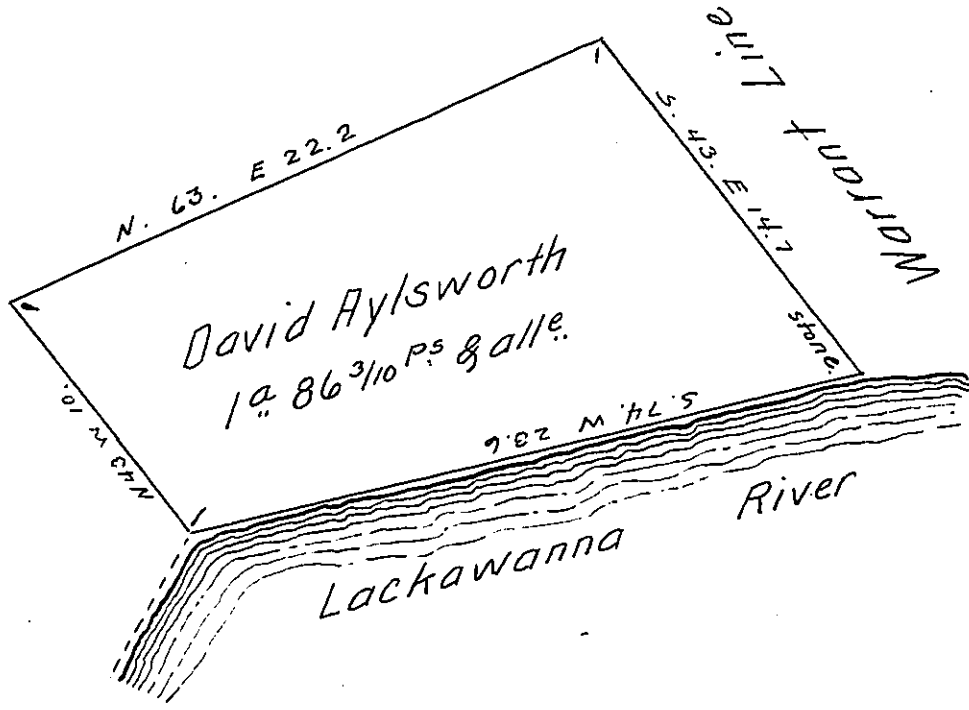 Warrant Line
N. 63. E 22.2
S. 43. E 14.7
David Aylsworth
1a 86 3/10 Ps & alle.
stone.
S. 74. W 23.6
N43 W 10.
Lackawanna River